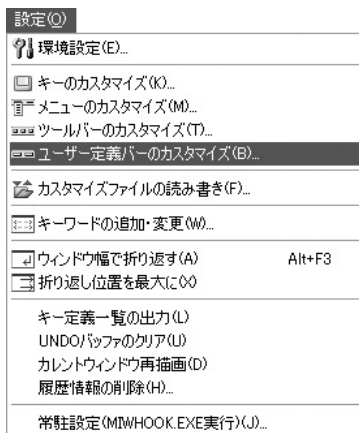 設定(O)
環境設定(E)...
キーのカスタマイズ(K)...
メニューのカスタマイズ(M)...
ツールバーのカスタマイズ(T)...
ユーザー定義バーのカスタマイズ(B)...
カスタマイズファイルの読み書き(F)...
キーワードの追加・変更(W)...
ウィンドウ幅で折り返す(A) Alt+F3
折り返し位置を最大に(X)
キー定義一覧の出力(L)
UNDOバッファのクリア(U)
カレントウィンドウ再描画(D)
履歴情報の削除(H)...
常駐設定(MIWHOOK.EXE実行)(J)...